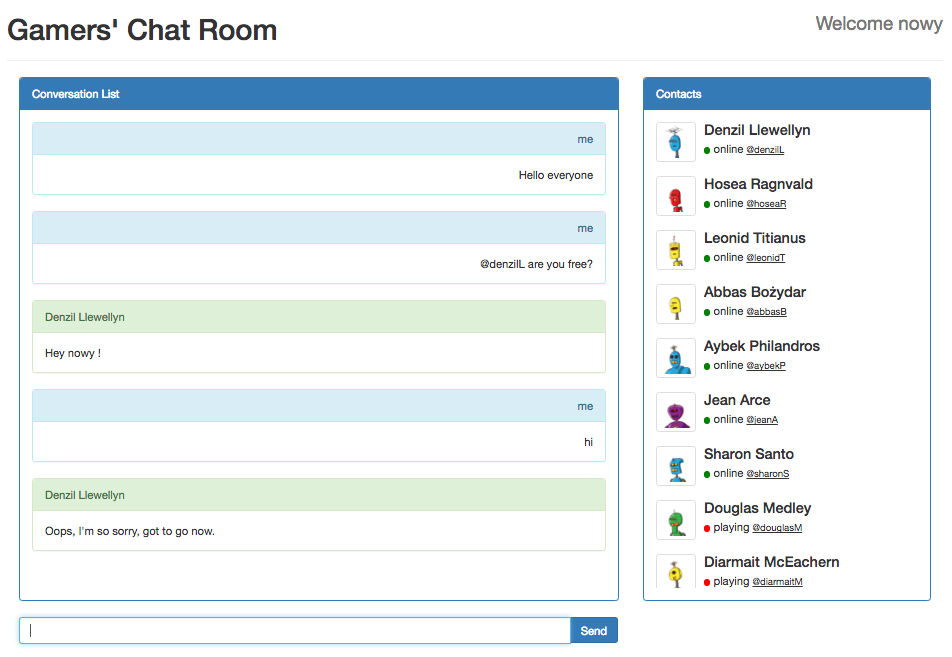 Gamers' Chat Room
Welcome nowy
Conversation List
me
Hello everyone
me
@denzilL are you free?
Denzil Llewellyn
Hey nowy !
me
hi
Denzil Llewellyn
Oops, I'm so sorry, got to go now.
Send
Contacts
Denzil Llewellyn
online @denzilL
Hosea Ragnvald
online @hoseaR
Leonid Titianus
online @leonidT
Abbas Bożydar
online @abbasB
Aybek Philandros
online @aybekP
Jean Arce
online @jeanA
Sharon Santo
online @sharonS
Douglas Medley
playing @douglasM
Diarmait McEachern
playing @diarmaitM